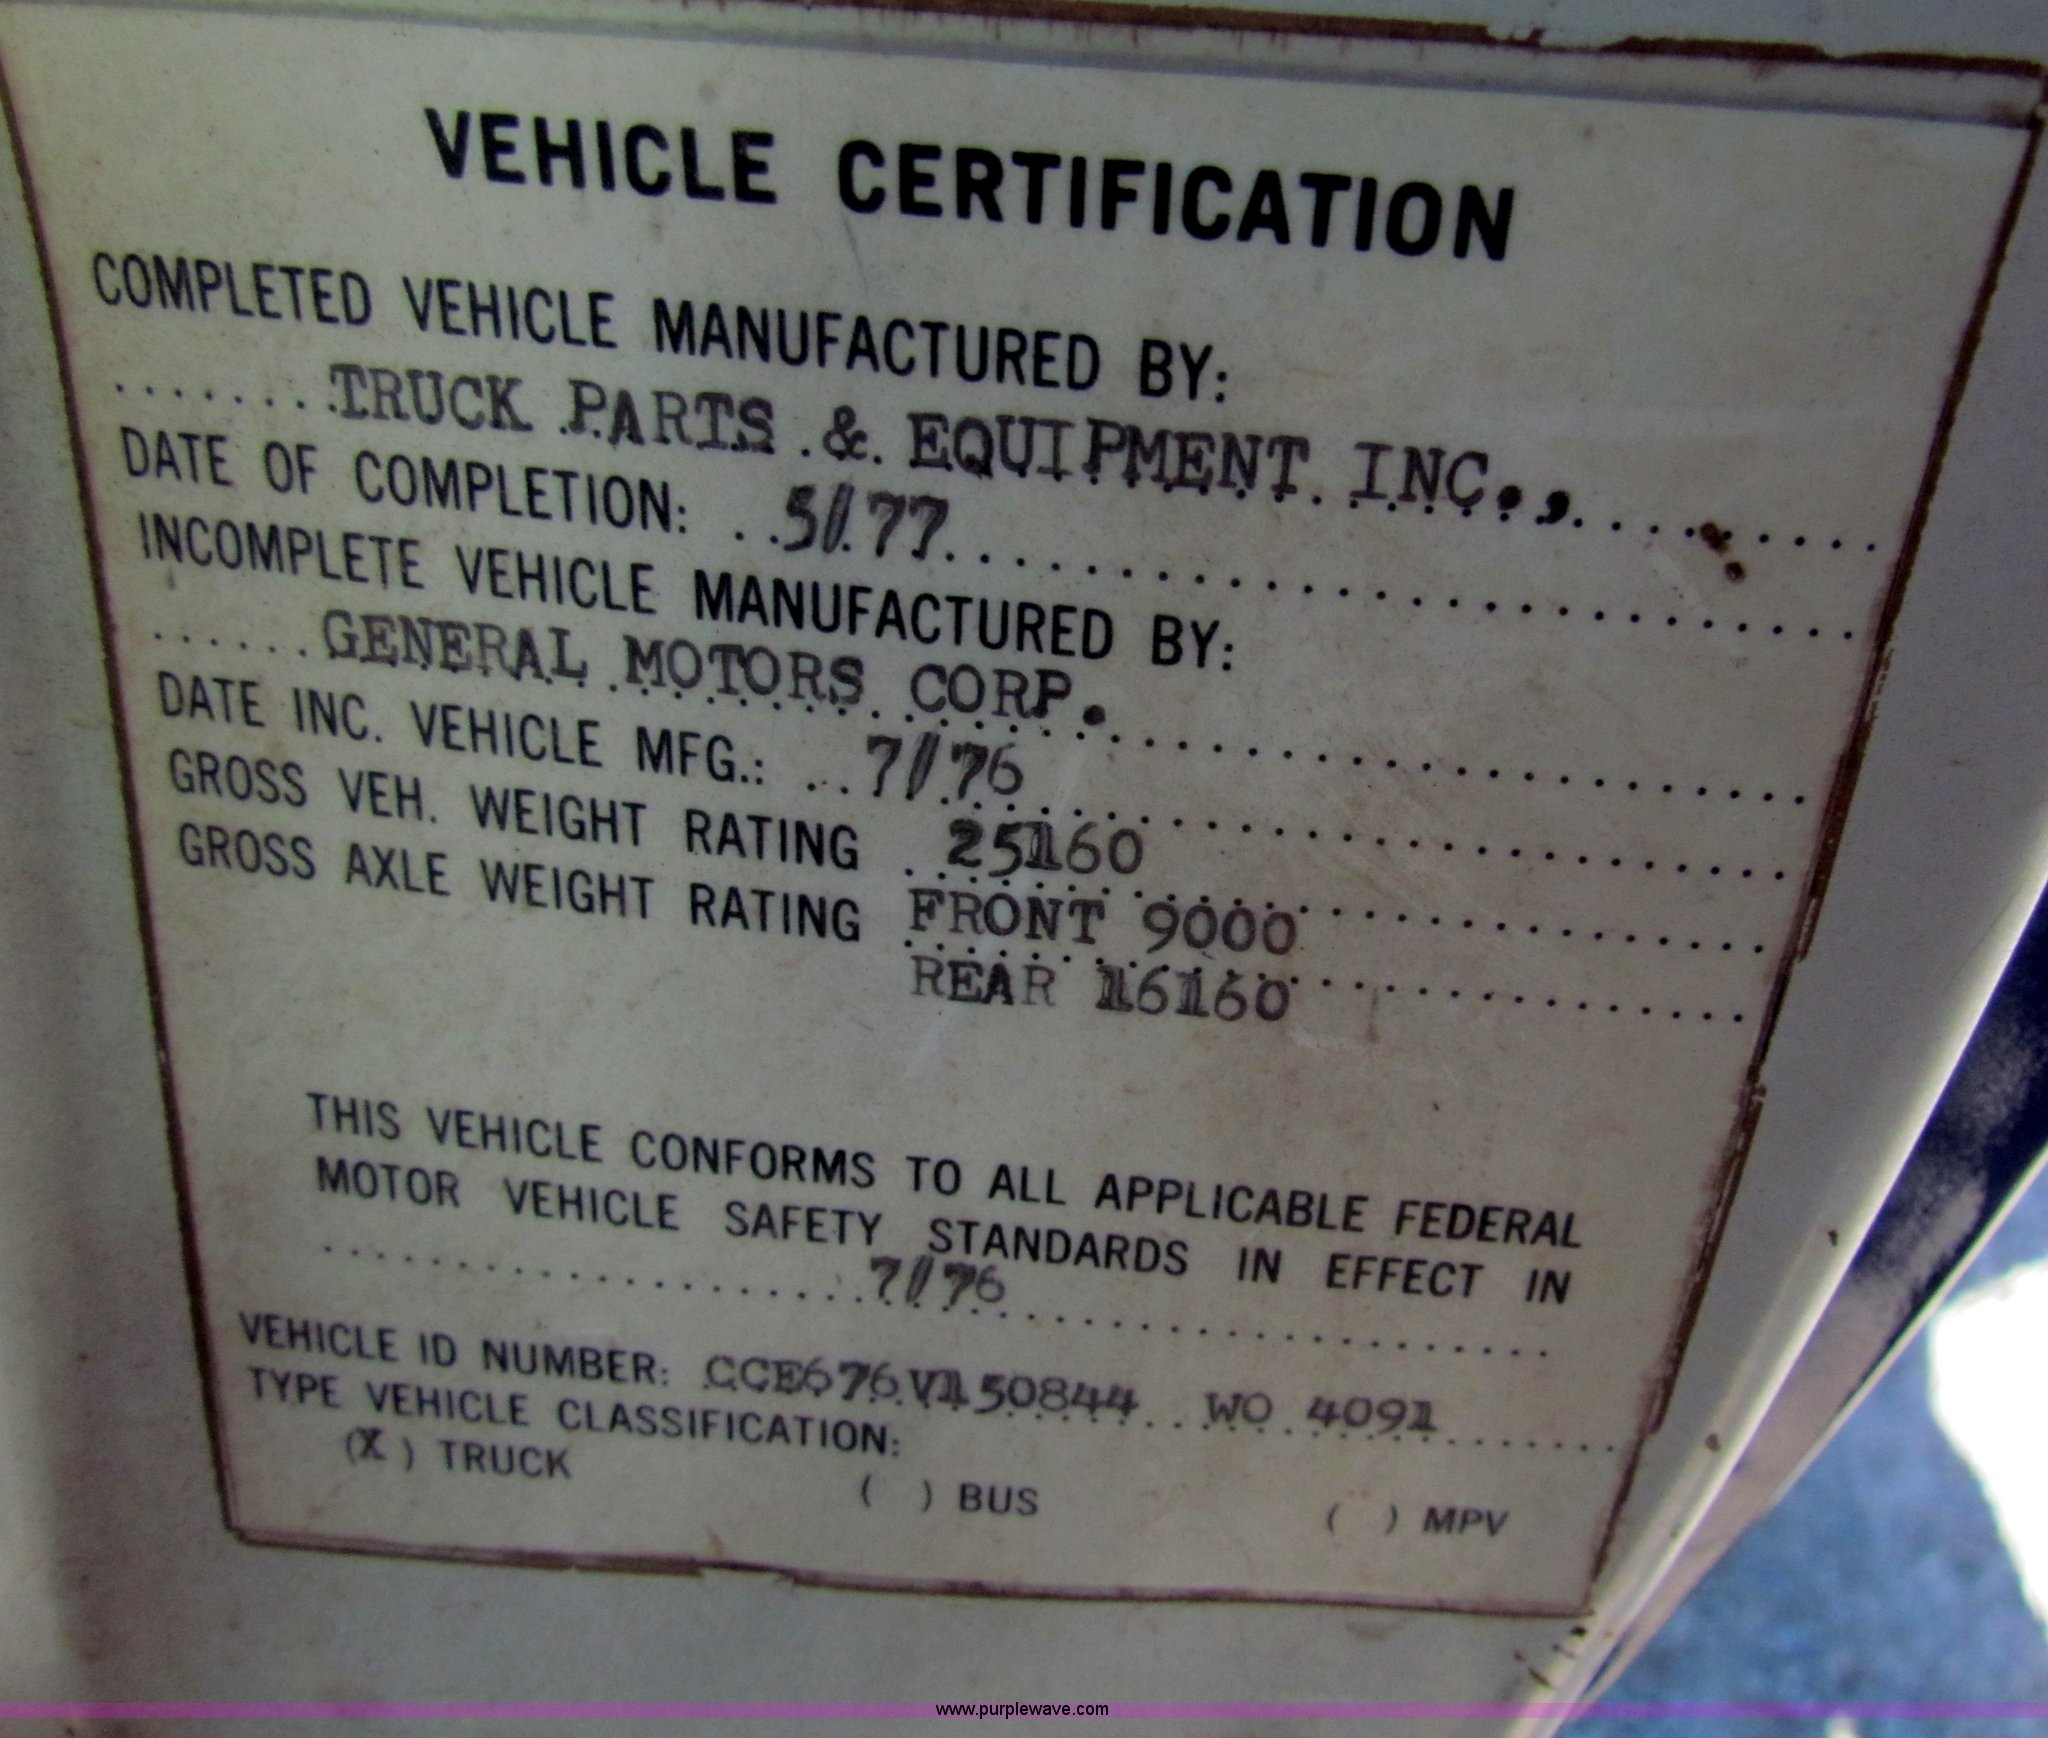 VEHICLE CERTIFICATION
COMPLETED VEHICLE MANUFACTURED BY:
.......TRUCK PARTS & EQUIPMENT INC.,
DATE OF COMPLETION: ..5/77
INCOMPLETE VEHICLE MANUFACTURED BY:
......GENERAL MOTORS CORP.
DATE INC. VEHICLE MFG.: ..7/76
GROSS VEH. WEIGHT RATING . 25160
GROSS AXLE WEIGHT RATING FRONT 9000
REAR 16160
THIS VEHICLE CONFORMS TO ALL APPLICABLE FEDERAL
MOTOR VEHICLE SAFETY STANDARDS IN EFFECT IN
7/76
VEHICLE ID NUMBER: CCE676V150844 WO 4091
TYPE VEHICLE CLASSIFICATION:
(X) TRUCK ( ) BUS ( ) MPV
www.purplewave.com